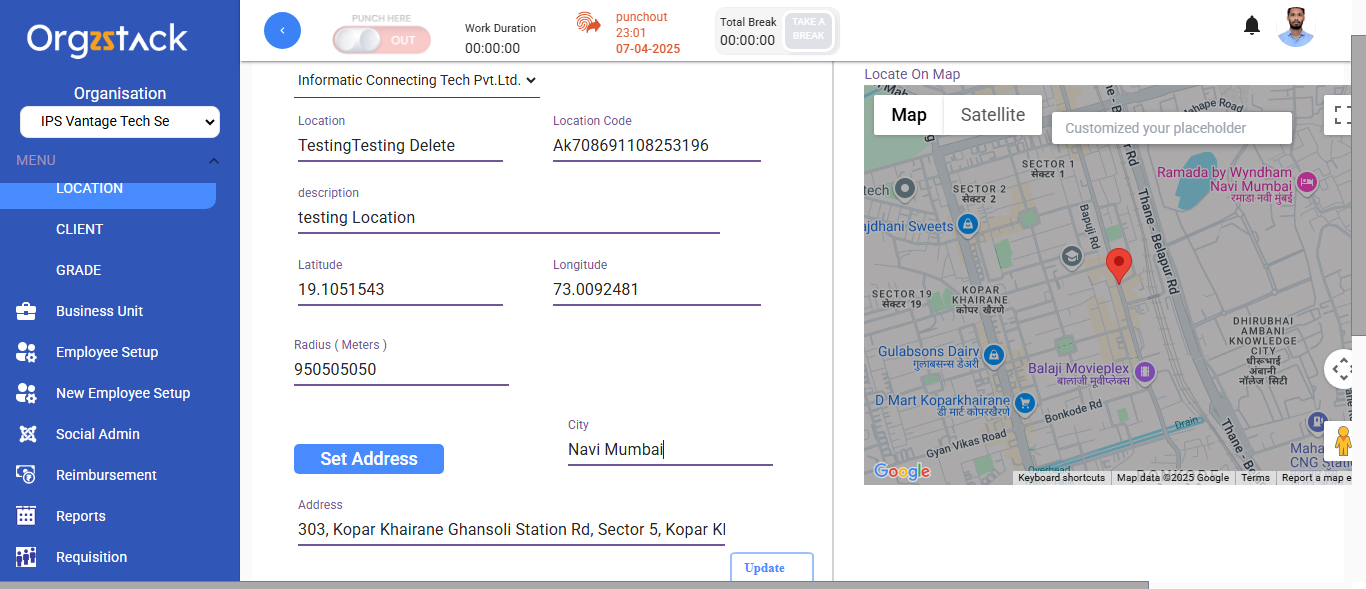 Orgzstack
Organisation
IPS Vantage Tech Se
MENU
LOCATION
CLIENT
GRADE
Business Unit
Employee Setup
New Employee Setup
Social Admin
Reimbursement
Reports
Requisition
PUNCH HERE
OUT
Work Duration
00:00:00
punchout
23:01
07-04-2025
Total Break
00:00:00
TAKE A
BREAK
Informatic Connecting Tech Pvt.Ltd.
Location
TestingTesting Delete
Location Code
Ak708691108253196
description
testing Location
Latitude
19.1051543
Longitude
73.0092481
Radius ( Meters )
950505050
City
Navi Mumbai
Set Address
Address
303, Kopar Khairane Ghansoli Station Rd, Sector 5, Kopar Kl
Update
Locate On Map
Map
Satellite
Customized your placeholder
Mahape Road
SECTOR 1
सेक्टर 1
SECTOR 2
सेक्टर 2
tech
Ramada by Wyndham
Navi Mumbai
रमाडा नवी मुंबई
ajdhani Sweets
Bapuji Rd
Thane - Belapur Rd
SECTOR 19
सेक्टर 19
KOPAR
KHAIRANE
कोपर खैरणे
DHIRUBHAI
AMBANI
KNOWLEDGE
CITY
धीरूभाई
अंबानी
नॉलेज सिटी
Gulabsons Dairy
गुलाबसन्स डेअरी
Balaji Movieplex
बालाजी मूवीप्लेक्स
D Mart Koparkhairane
डी मार्ट कोपरखैरणे
Bonkode Rd
Gyan Vikas Road
Drain
Thane - Belapur Rd
Maha
CNG Stati
Overhead
Google
Keyboard shortcuts
Map data ©2025 Google
Terms
Report a map e